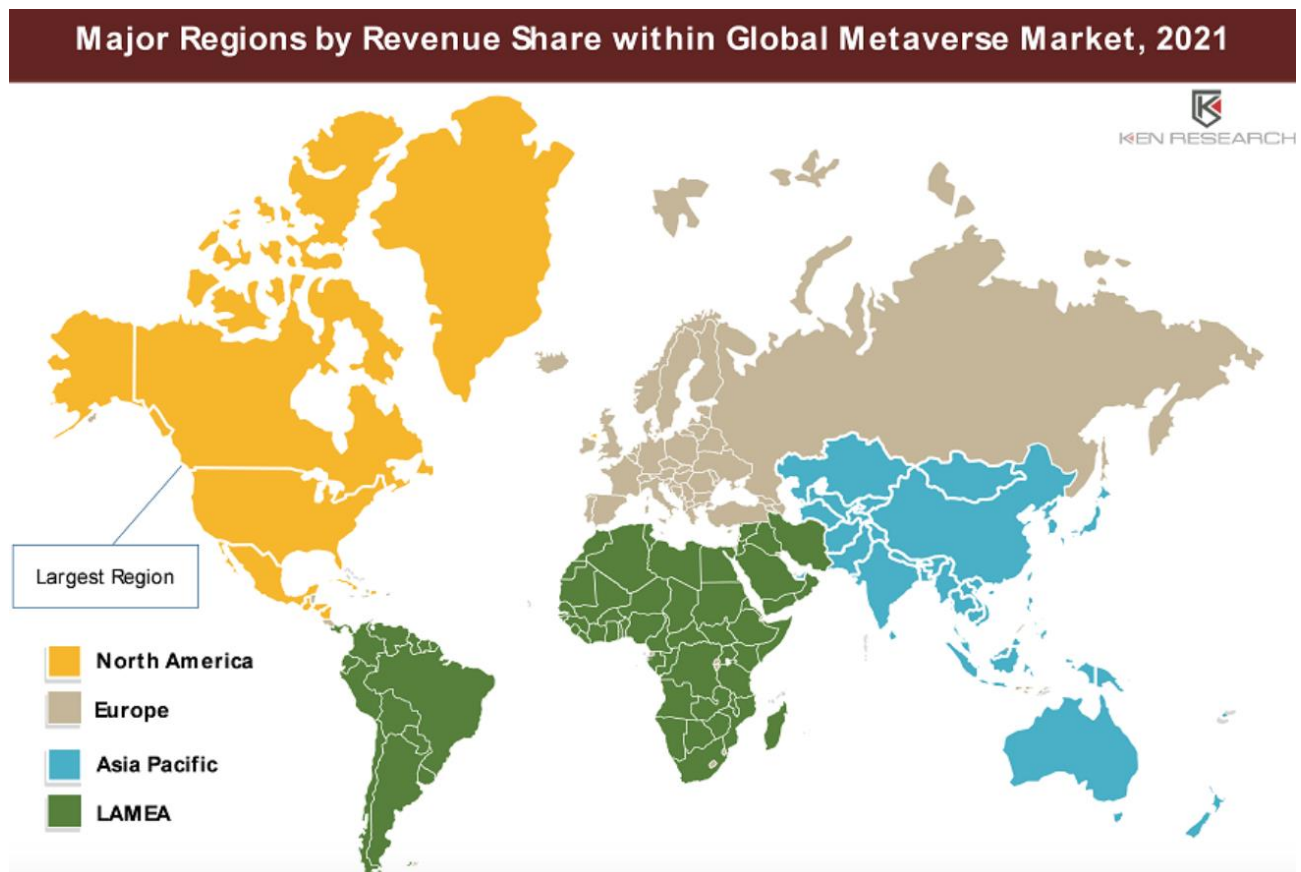 Major Regions by Revenue Share within Global Metaverse Market, 2021
KEN RESEARCH
Largest Region
North America
Europe
Asia Pacific
LAMEA